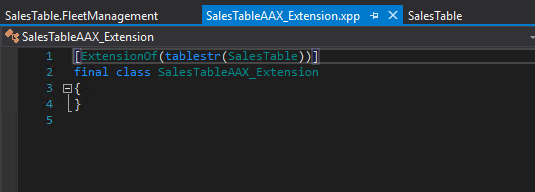 SalesTable.FleetManagement SalesTableAAX_Extension.xpp SalesTable
SalesTableAAX_Extension
1 [ExtensionOf(tablestr(SalesTable))]
2 final class SalesTableAAX_Extension
3 {
4 }
5